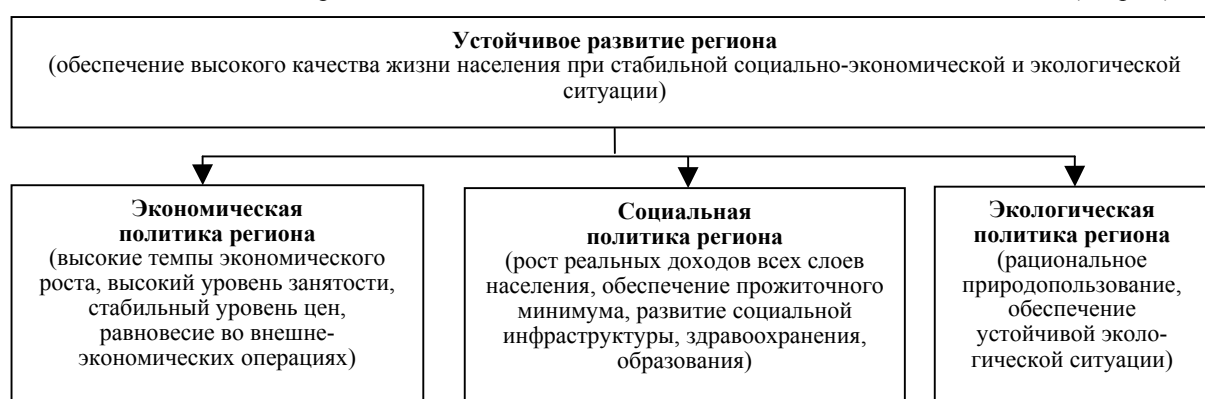 Устойчивое развитие региона
(обеспечение высокого качества жизни населения при стабильной социально-экономической и экологической
ситуации)
Экономическая
политика региона
(высокие темпы экономического
роста, высокий уровень занятости,
стабильный уровень цен,
равновесие во внешне-
экономических операциях)
Социальная
политика региона
(рост реальных доходов всех слоев
населения, обеспечение прожиточного
минимума, развитие социальной
инфраструктуры, здравоохранения,
образования)
Экологическая
политика региона
(рациональное
природопользование,
обеспечение
устойчивой эколо-
гической ситуации)